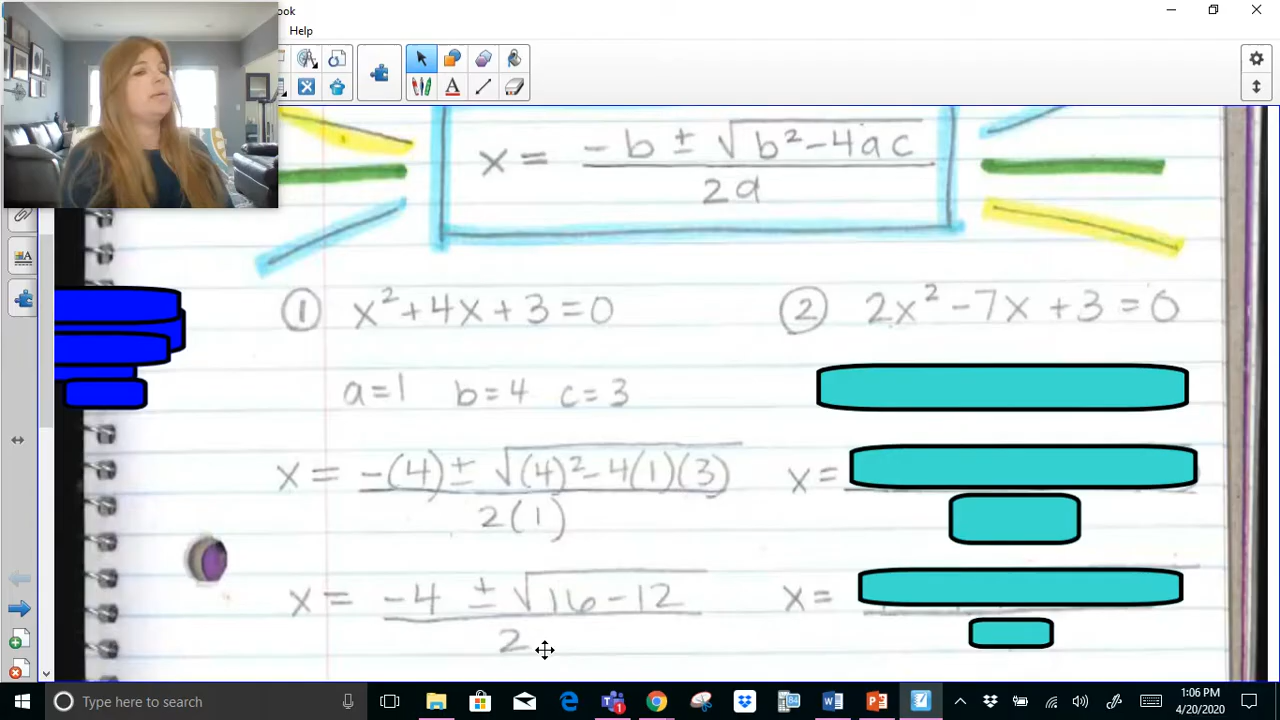 ook
Help
x = -b ± √b² - 4ac
2a
① x² + 4x + 3 = 0
② 2x² - 7x + 3 = 0
a = 1 b = 4 c = 3
x = -(4) ± √(4)² - 4(1)(3)
2(1)
x =
x = -4 ± √16 - 12
2
x =
Type here to search
1:06 PM
4/20/2020